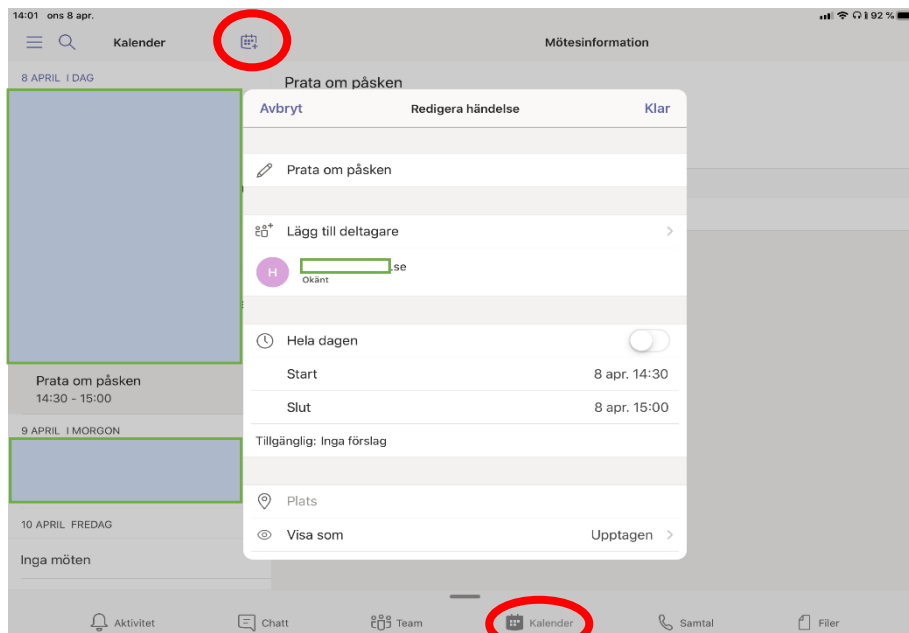 14:01 ons 8 apr.
92 %
Kalender
Mötesinformation
8 APRIL I DAG
Prata om påsken
Avbryt
Redigera händelse
Klar
Prata om påsken
Lägg till deltagare
H
.se
Okänt
Hela dagen
Start
8 apr. 14:30
Slut
8 apr. 15:00
Tillgänglig: Inga förslag
Plats
Visa som
Upptagen
Prata om påsken
14:30 - 15:00
9 APRIL I MORGON
10 APRIL FREDAG
Inga möten
Aktivitet
Chatt
Team
Kalender
Samtal
Filer